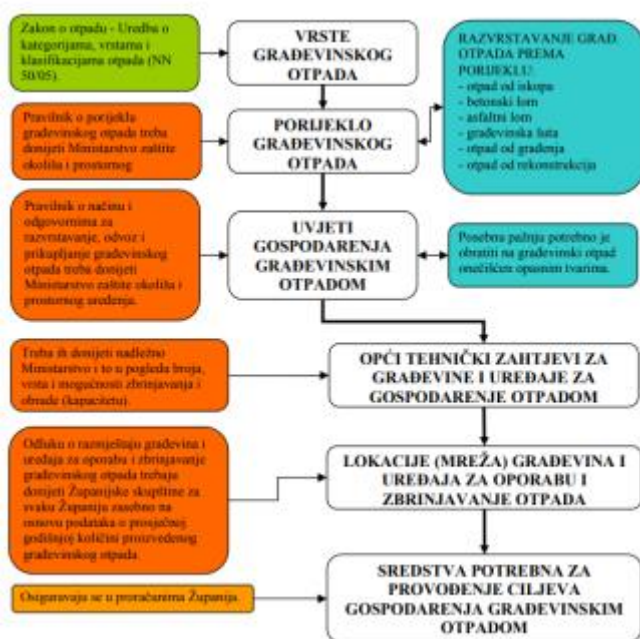 Zakon o otpadu - Uredba o
kategorijama, vrstama i
klasifikacijama otpada (NN
50/05).
VRSTE
GRAĐEVINSKOG
OTPADA
RAZVRSTAVANJE GRAĐ.
OTPADA PREMA
PORIJEKLU:
- otpad od iskopa
- betonski lom
- asfaltni lom
- građevinska šuta
- otpad od građenja
- otpad od rekonstrukcija
Pravilnik o porijekla
građevinskog otpada treba
donijeti Ministarstvo zaštite
okoliša i prostornog
PORIJEKLO
GRAĐEVINSKOG
OTPADA
Pravilnik o načinu i
odgovornima za
razvrstavanje, odvoz i
prikupljanje građevinskog
otpada treba donijeti
Ministarstvo zaštite okoliša i
prostornog uređenja.
UVJETI
GOSPODARENJA
GRAĐEVINSKIM
OTPADOM
Posebnu pažnju potrebno je
obratiti na građevinski otpad
onečišćen opasnim tvarima.
Treba ih donijeti nadležno
Ministarstvo i to u pogledu broja,
vrsta i mogućnosti zbrinjavanja i
obrade (kapacitetu).
OPĆI TEHNIČKI ZAHTJEVI ZA
GRAĐEVINE I UREĐAJE ZA
GOSPODARENJE OTPADOM
Odluku o razmještaju građevina i
uređaja za oporabu i zbrinjavanje
građevinskog otpada trebaju
donijeti Županijske skupštine za
svaku Županiju zasebno na
osnovu podataka o prosječnoj
godišnjoj količini proizvedenog
građevinskog otpada.
LOKACIJE (MREŽA) GRAĐEVINA I
UREĐAJA ZA OPORABU I
ZBRINJAVANJE OTPADA
Osiguravaju se u proračunima Županija.
SREDSTVA POTREBNA ZA
PROVOĐENJE CILJEVA
GOSPODARENJA GRAĐEVINSKIM
OTPADOM